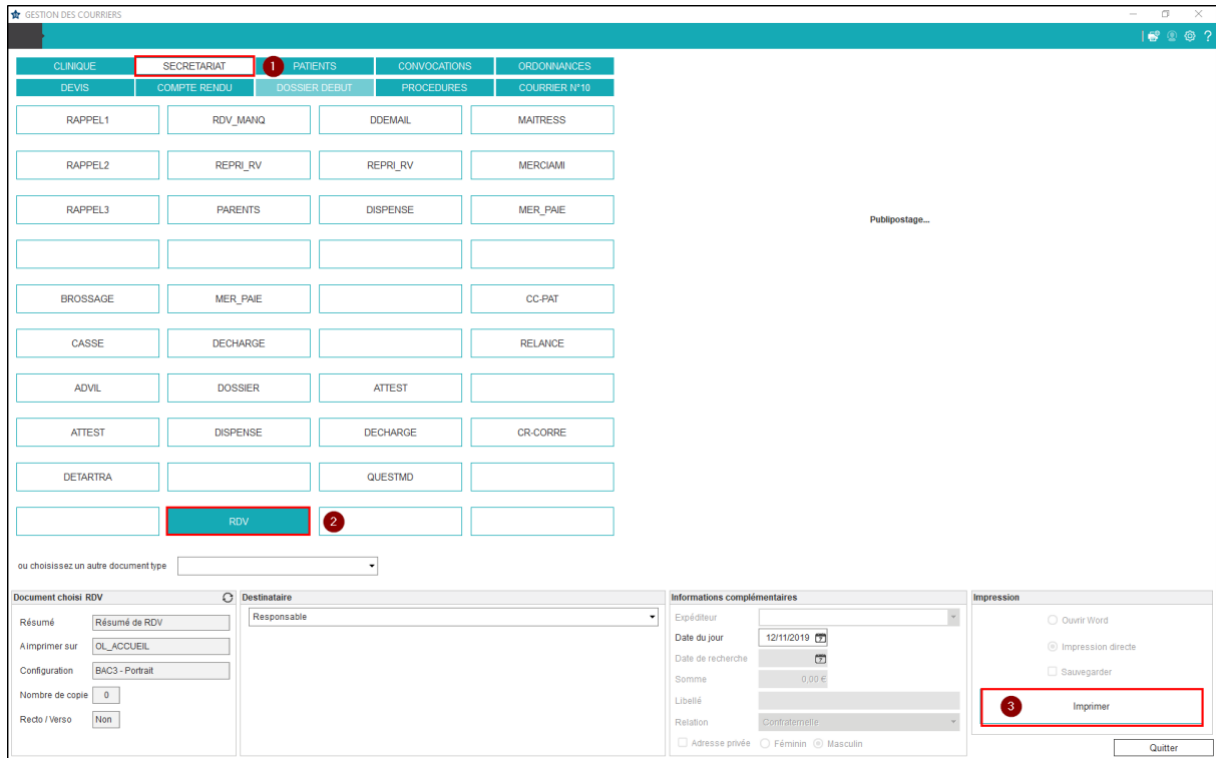 GESTION DES COURRIERS
?
CLINIQUE SECRETARIAT 1 PATIENTS CONVOCATIONS ORDONNANCES
DEVIS COMPTE RENDU DOSSIER DEBUT PROCEDURES COURRIER N°10
RAPPEL1 RDV_MANQ DDEMAIL MAITRESS
RAPPEL2 REPRI_RV REPRI_RV MERCIAMI
RAPPEL3 PARENTS DISPENSE MER_PAIE
Publipostage...
BROSSAGE MER_PAIE CC-PAT
CASSE DECHARGE RELANCE
ADVIL DOSSIER ATTEST
ATTEST DISPENSE DECHARGE CR-CORRE
DETARTRA QUESTMD
RDV 2
ou choisissez un autre document type
Document choisi RDV
Résumé Résumé de RDV
A imprimer sur OL_ACCUEIL
Configuration BAC3 - Portrait
Nombre de copie 0
Recto / Verso Non
Destinataire
Responsable
Informations complémentaires
Expéditeur
Date du jour 12/11/2019
Date de recherche
Somme 0,00 €
Libellé
Relation Confraternelle
Adresse privée Féminin Masculin
Impression
Ouvrir Word
Impression directe
Sauvegarder
3 Imprimer
Quitter